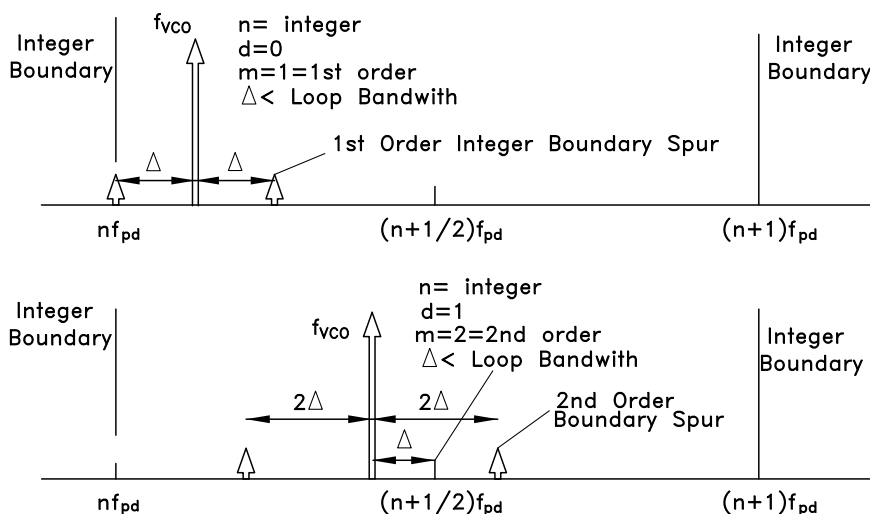 Integer
Boundary
fVCO
n= integer
d=0
m=1=1st order
Δ< Loop Bandwith
Integer
Boundary
Δ
Δ
1st Order Integer Boundary Spur
nfpd
(n+1/2)fpd
(n+1)fpd
Integer
Boundary
fVCO
n= integer
d=1
m=2=2nd order
Δ< Loop Bandwith
Integer
Boundary
2Δ
2Δ
2nd Order
Boundary Spur
Δ
nfpd
(n+1/2)fpd
(n+1)fpd